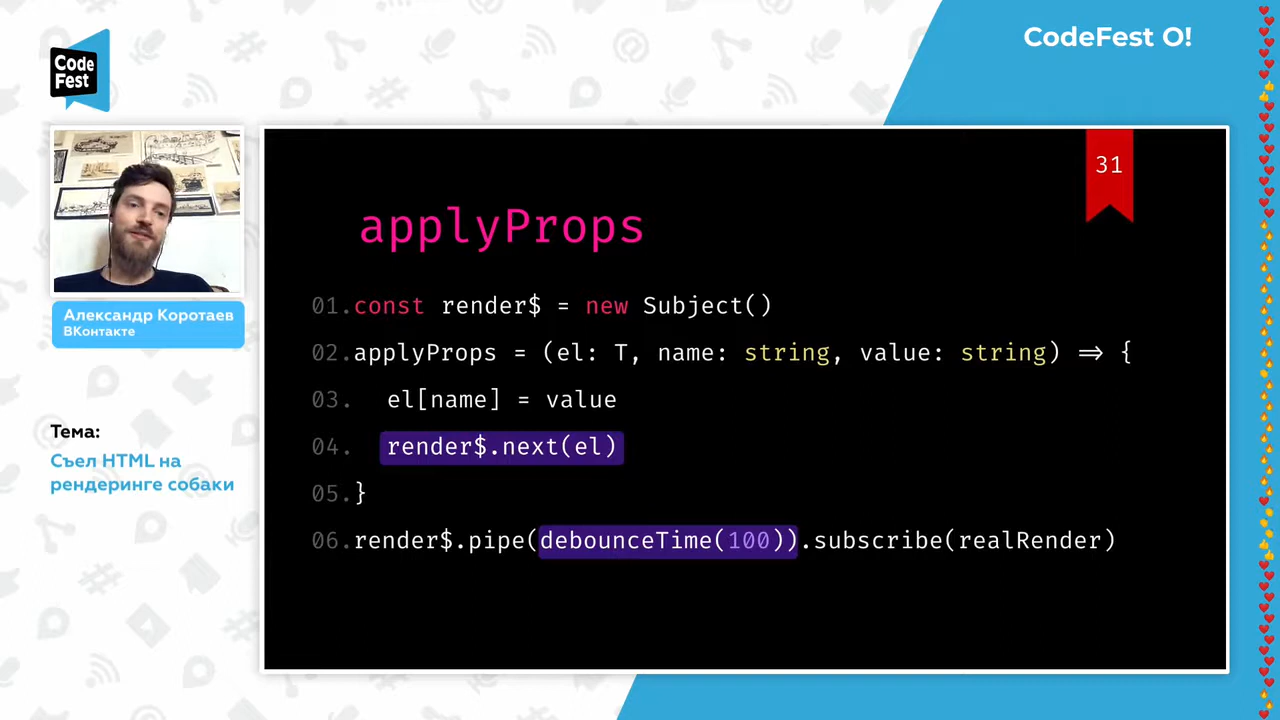 CodeFest O!
Code
Fest
31
applyProps
01.const render$ = new Subject()
02.applyProps = (el: T, name: string, value: string) => {
03. el[name] = value
04. render$.next(el)
05.}
06.render$.pipe(debounceTime(100)).subscribe(realRender)
Александр Коротаев
ВКонтакте
Тема:
Съел HTML на
рендеринге собаки